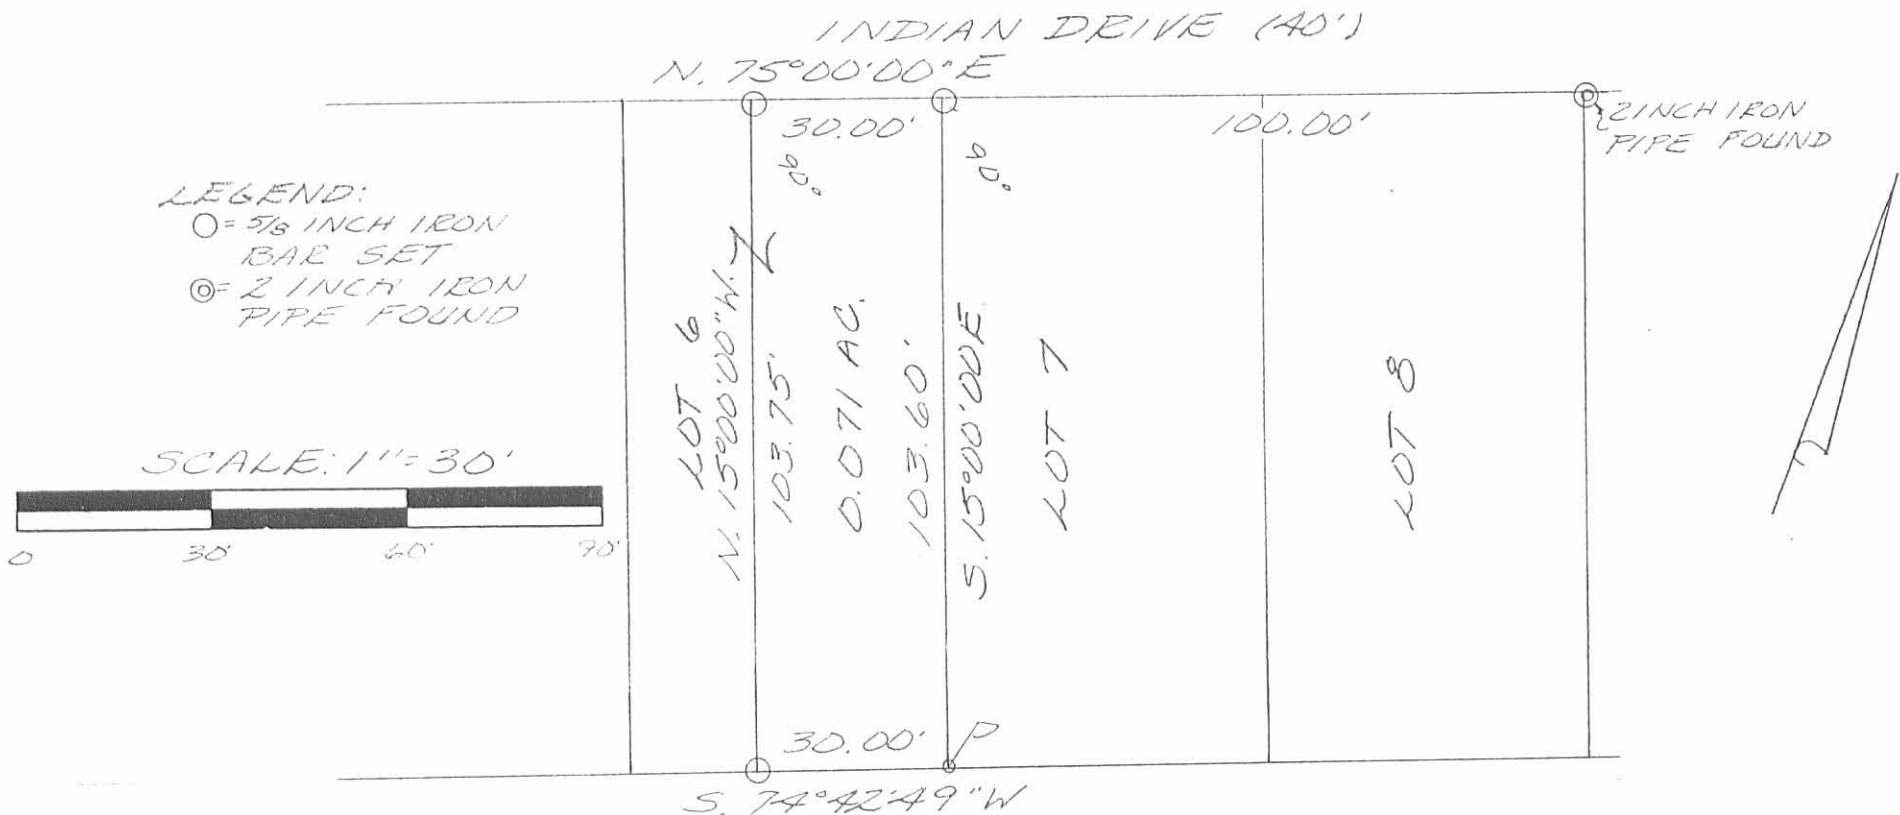 INDIAN DRIVE (40')
N. 75°00'00"E
30.00'
100.00'
2 INCH IRON
PIPE FOUND
90°
90°
LEGEND:
O = 5/8 INCH IRON
BAR SET
◎ = 2 INCH IRON
PIPE FOUND
LOT 6
N. 15°00'00"W.
103.75'
0.071 AC.
103.60'
S. 15°00'00E.
LOT 7
LOT 8
SCALE: 1"=30'
0 30' 60' 90'
30.00'
P
S. 74°42'49"W